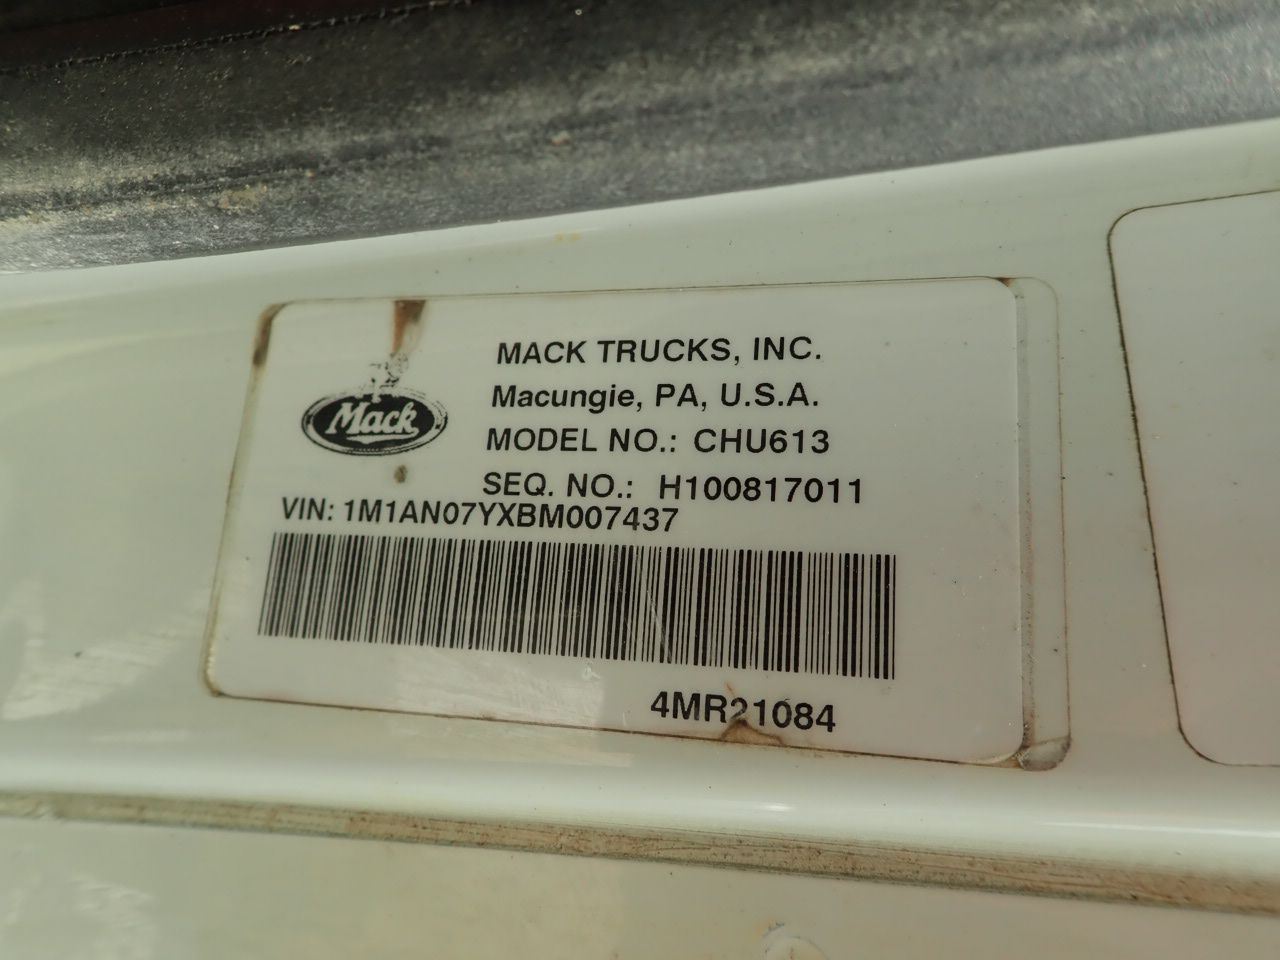 MACK TRUCKS, INC.
Macungie, PA, U.S.A.
Mack
MODEL NO.: CHU613
SEQ. NO.: H100817011
VIN: 1M1AN07YXBM007437
4MR21084